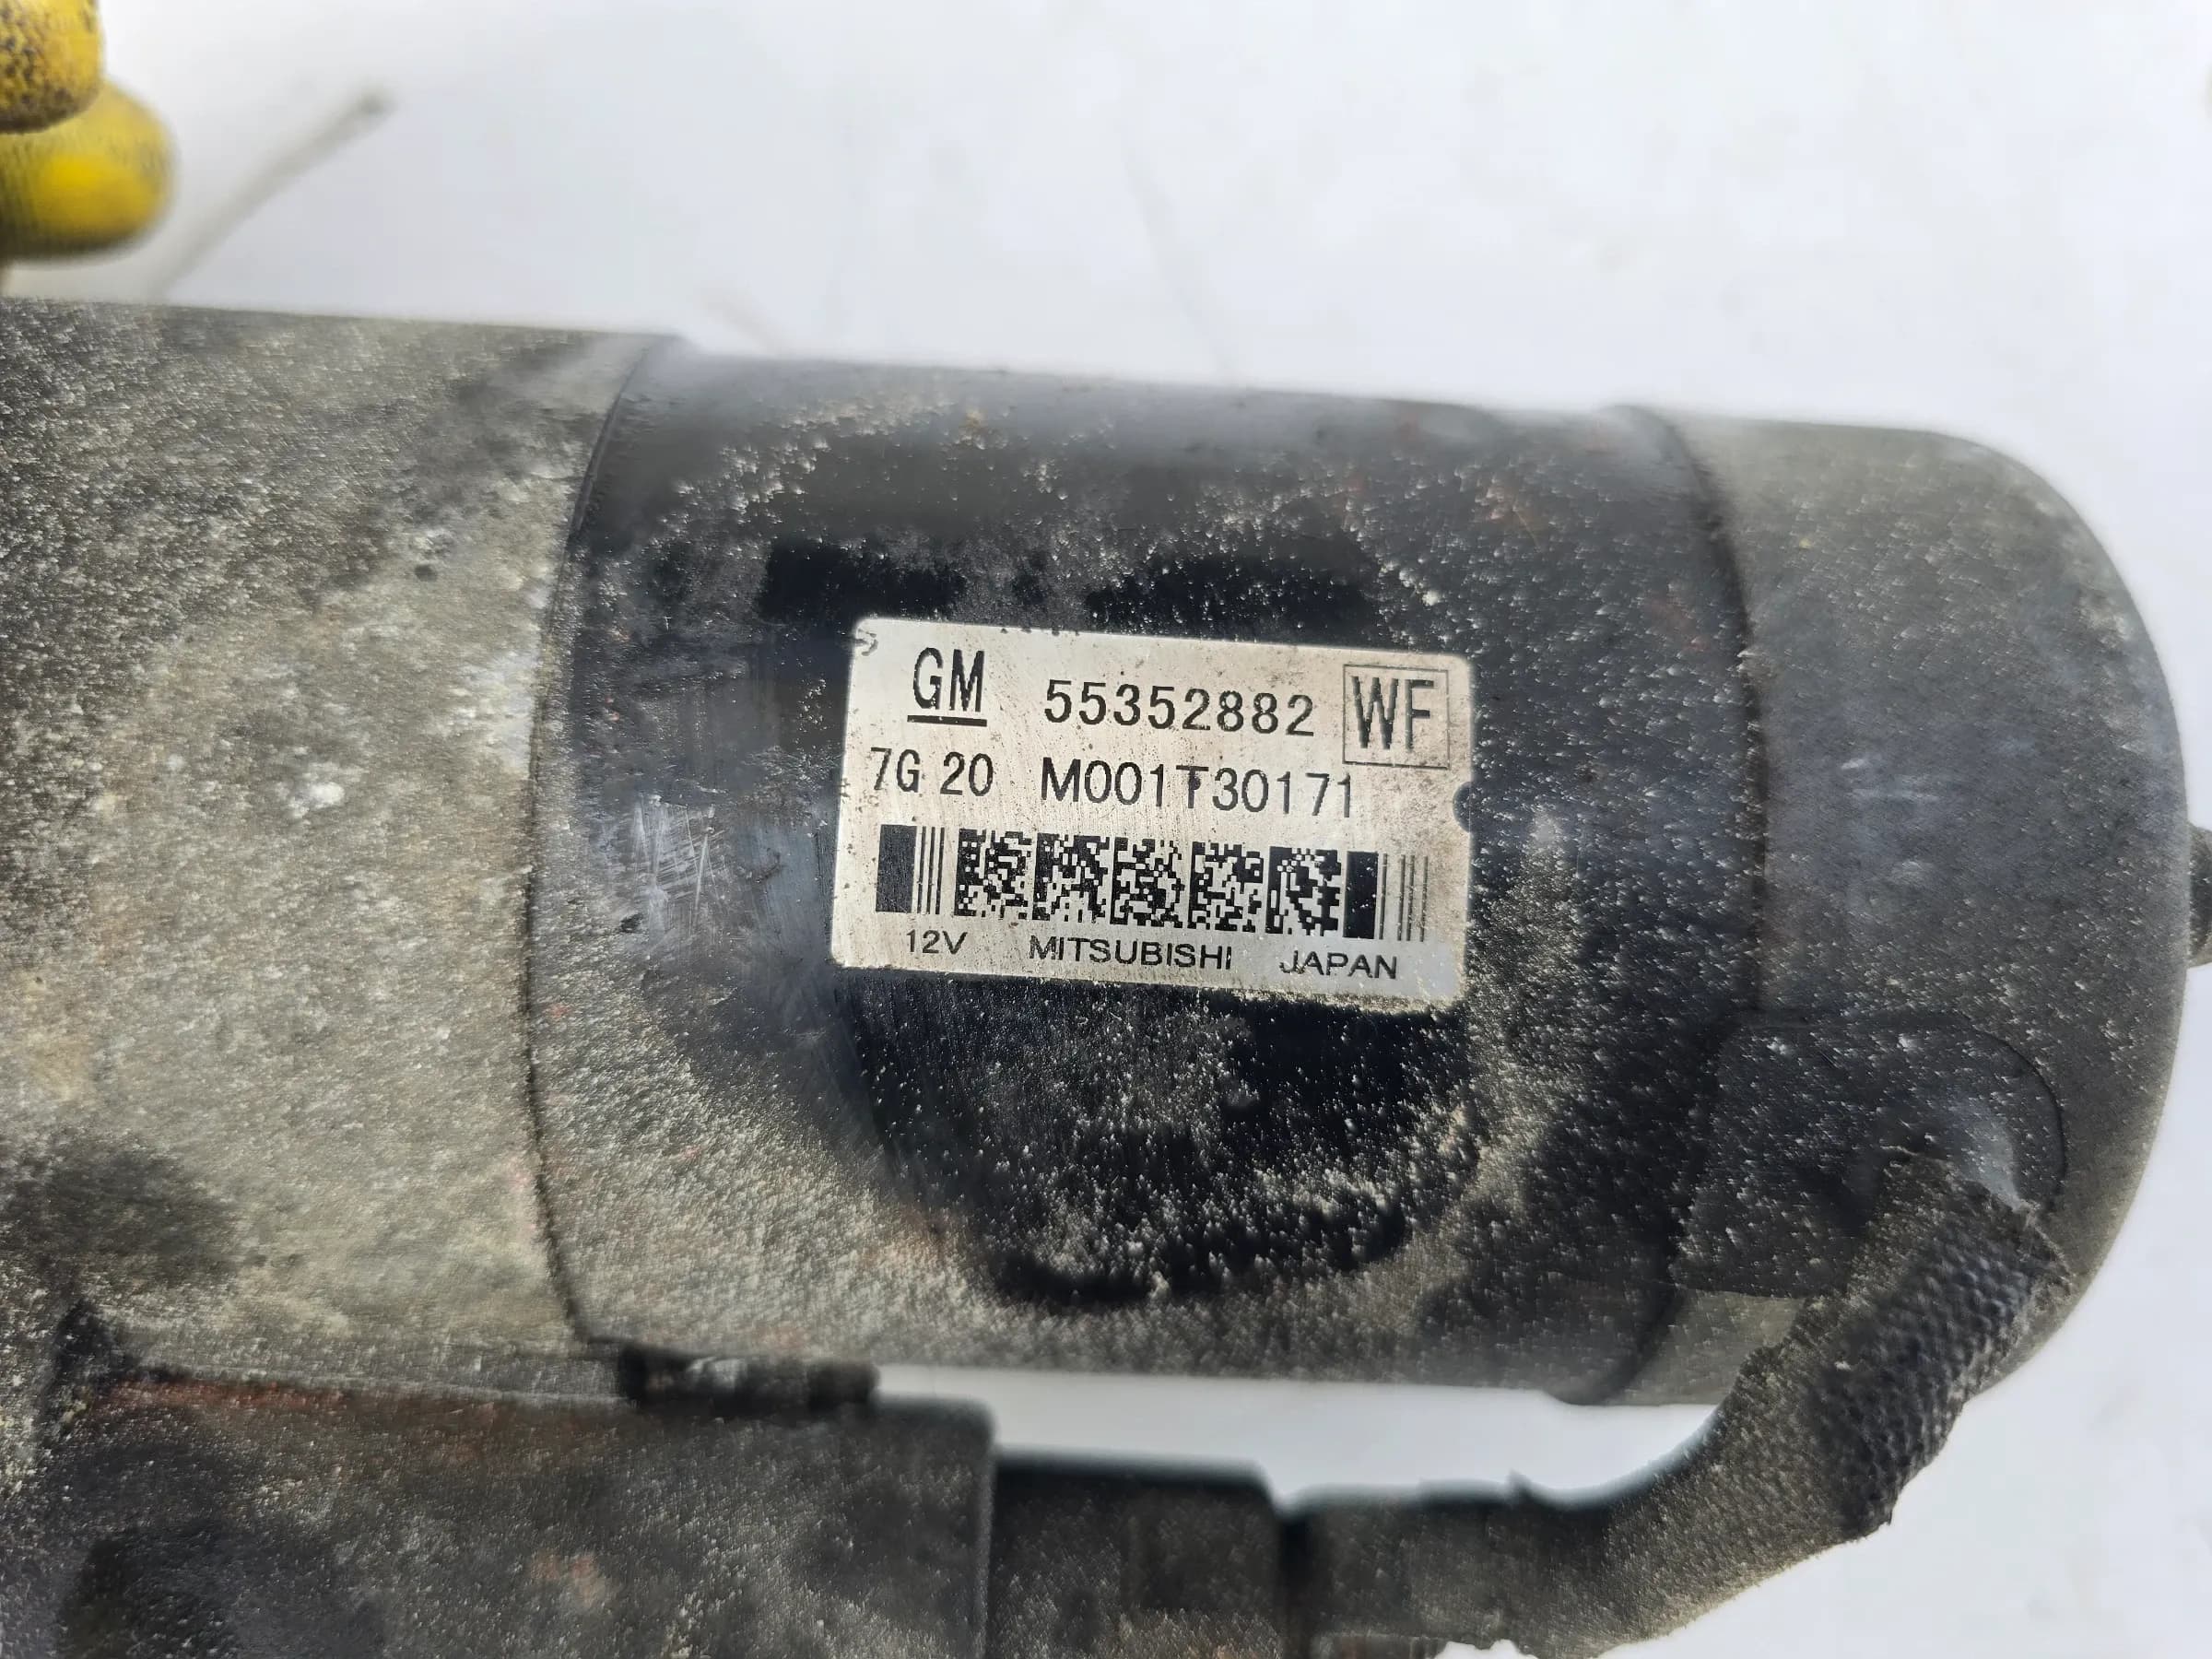 GM 55352882 WF
7G 20 M001T30171
12V MITSUBISHI JAPAN